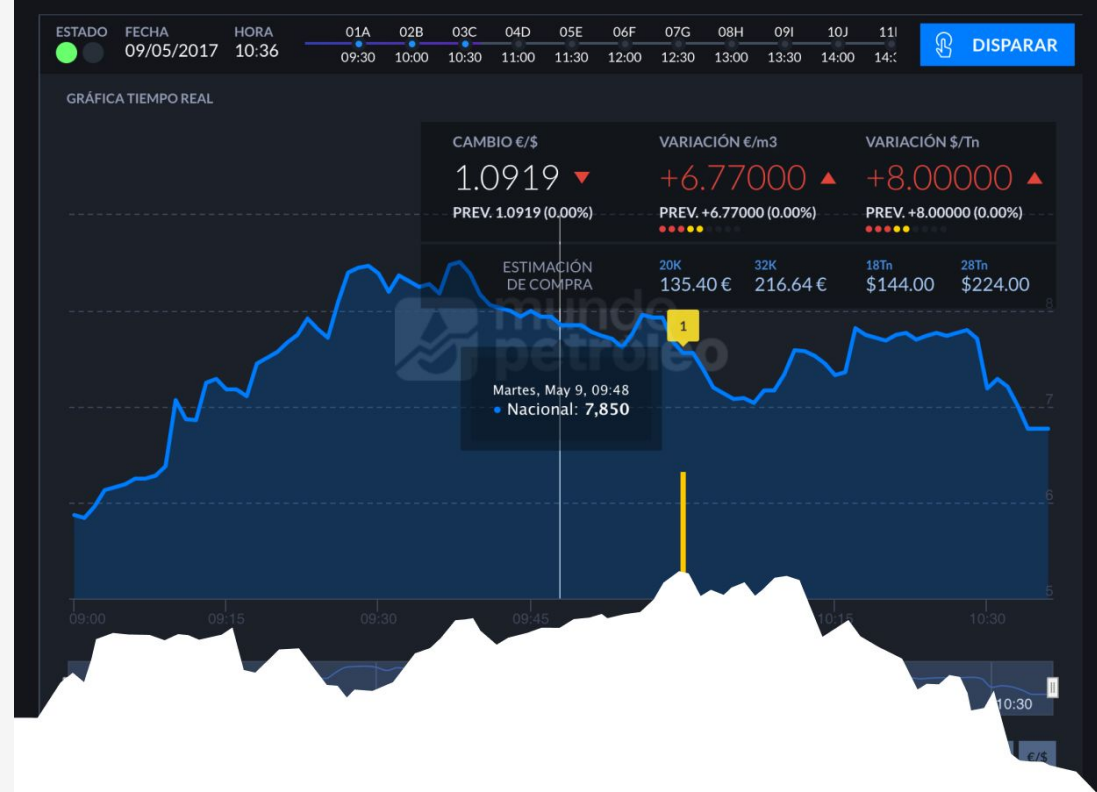 ESTADO FECHA HORA
09/05/2017 10:36
01A 02B 03C 04D 05E 06F 07G 08H 09I 10J 11I
09:30 10:00 10:30 11:00 11:30 12:00 12:30 13:00 13:30 14:00
DISPARAR
GRÁFICA TIEMPO REAL
CAMBIO €/$ VARIACIÓN €/m3 VARIACIÓN $/Tn
1.0919 +6.77000 +8.00000
PREV. 1.0919 (0.00%) PREV. +6.77000 (0.00%) PREV. +8.00000 (0.00%)
ESTIMACIÓN
DE COMPRA
20K 32K 18Tn 28Tn
135.40 € 216.64 € $144.00 $224.00
8
mundo
petroleo
1
Martes, May 9, 09:48
Nacional: 7,850
7
6
5
09:00 09:15 09:30 09:45 10:15 10:30
10:30
€/$